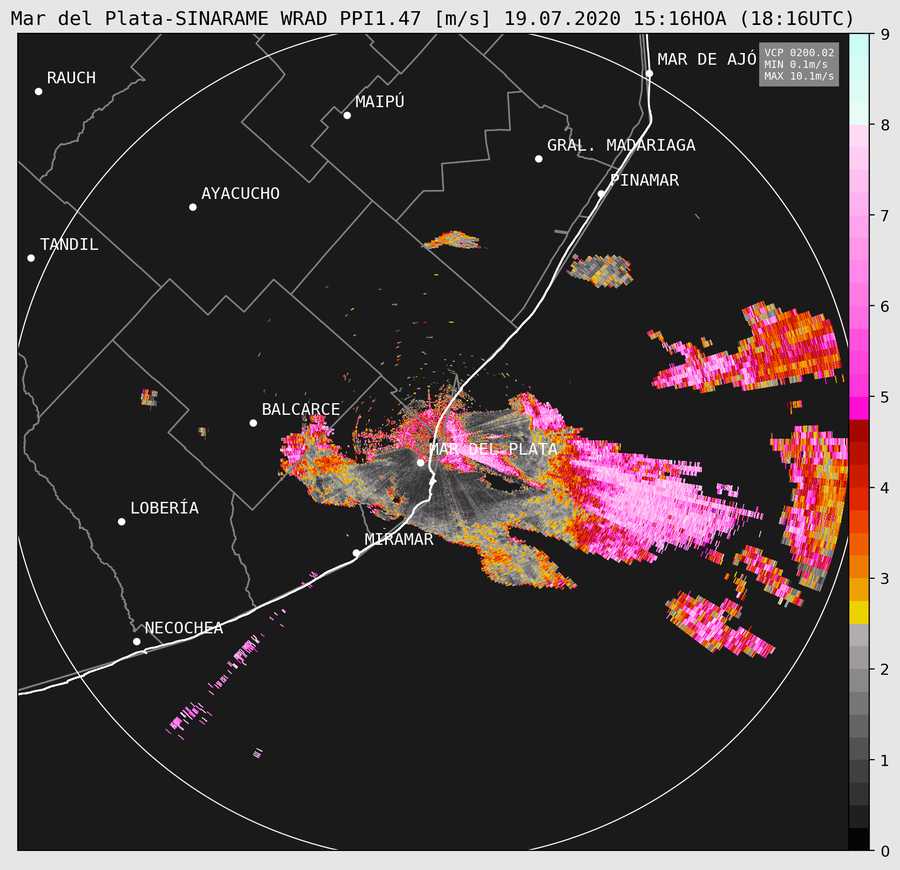 Mar del Plata-SINARAME WRAD PPI1.47 [m/s] 19.07.2020 15:16HOA (18:16UTC)
VCP 0200.02
MIN 0.1m/s
MAX 10.1m/s
MAR DE AJÓ
RAUCH
MAIPÚ
GRAL. MADARIAGA
PINAMAR
AYACUCHO
TANDIL
BALCARCE
MAR DEL PLATA
LOBERÍA
MIRAMAR
NECOCHEA
9
8
7
6
5
4
3
2
1
0